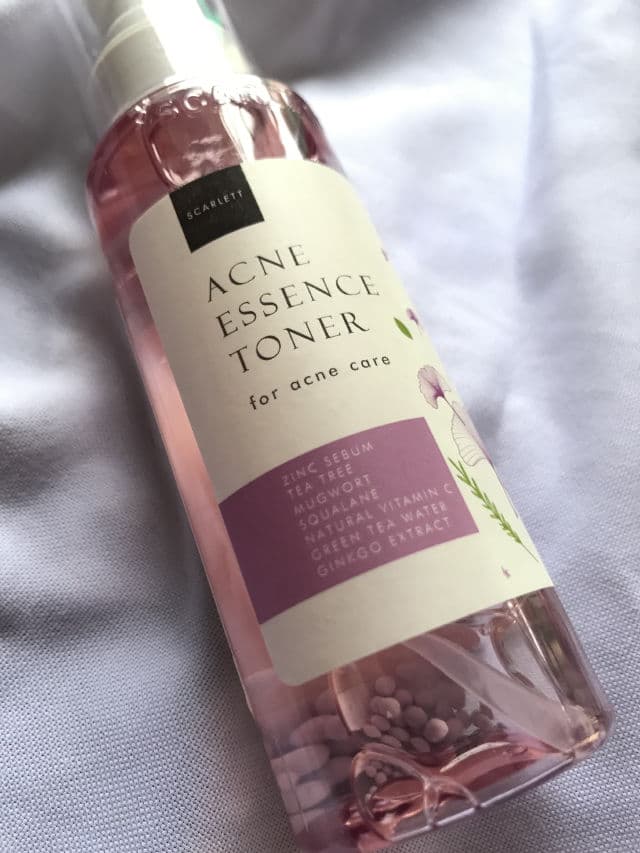 SCARLETT
ACNE
ESSENCE
TONER
for acne care
ZINC SEBUM
TEA TREE
MUGWORT
SQUALANE
NATURAL VITAMIN C
GREEN TEA WATER
GINKGO EXTRACT